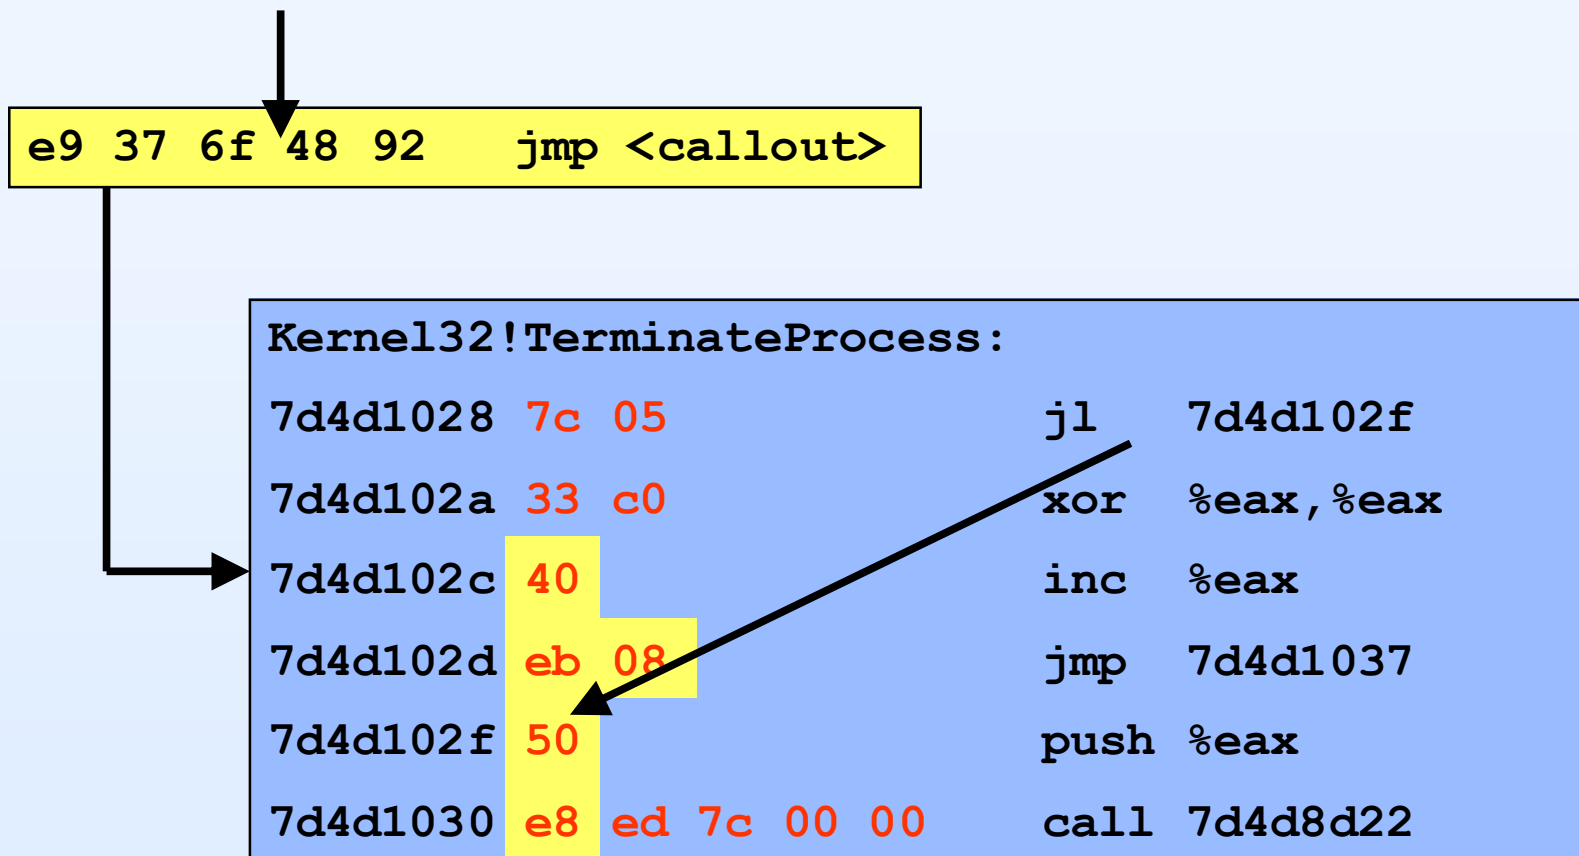 e9 37 6f 48 92 jmp <callout>
Kernel32!TerminateProcess:
7d4d1028 7c 05 jl 7d4d102f
7d4d102a 33 c0 xor %eax,%eax
7d4d102c 40 inc %eax
7d4d102d eb 08 jmp 7d4d1037
7d4d102f 50 push %eax
7d4d1030 e8 ed 7c 00 00 call 7d4d8d22